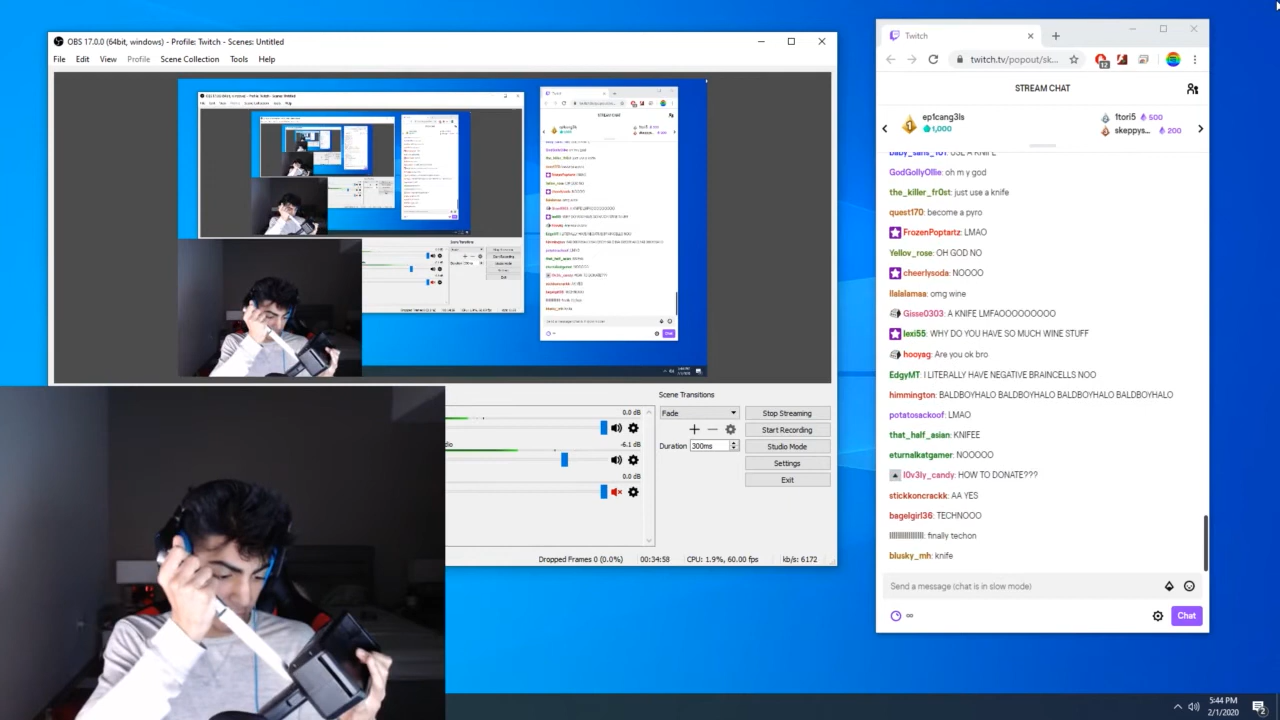 OBS 17.0.0 (64bit, windows) - Profile: Twitch - Scenes: Untitled
File Edit View Profile Scene Collection Tools Help
0.0 dB
-6.1 dB
0.0 dB
Scene Transitions
Fade
Duration 300ms
Stop Streaming
Start Recording
Studio Mode
Settings
Exit
Dropped Frames 0 (0.0%) 00:34:58 CPU: 1.9%, 60.00 fps kb/s: 6172
Twitch
twitch.tv/popout/sk...
12
STREAM CHAT
ep1cang3ls
1,000
1tori5 500
skeppys... 200
baby_sans_101: USE A KNIFE
GodGollyOllie: oh m y god
the_killer_fr0st: just use a knife
quest170: become a pyro
FrozenPoptartz: LMAO
Yellov_rose: OH GOD NO
cheerlysoda: NOOOO
llalalamaa: omg wine
Gisse0303: A KNIFE LMFAOOOOOOOOO
lexi55: WHY DO YOU HAVE SO MUCH WINE STUFF
hooyag: Are you ok bro
EdgyMT: I LITERALLY HAVE NEGATIVE BRAINCELLS NOO
himmington: BALDBOYHALO BALDBOYHALO BALDBOYHALO BALDBOYHALO
potatosackoof: LMAO
that_half_asian: KNIFEE
eturnalkatgamer: NOOOOO
l0v3ly_candy: HOW TO DONATE???
stickkoncrackk: AA YES
bagelgirl36: TECHNOOO
finally techon
blusky_mh: knife
Send a message (chat is in slow mode)
Chat
5:44 PM
2/1/2020
2